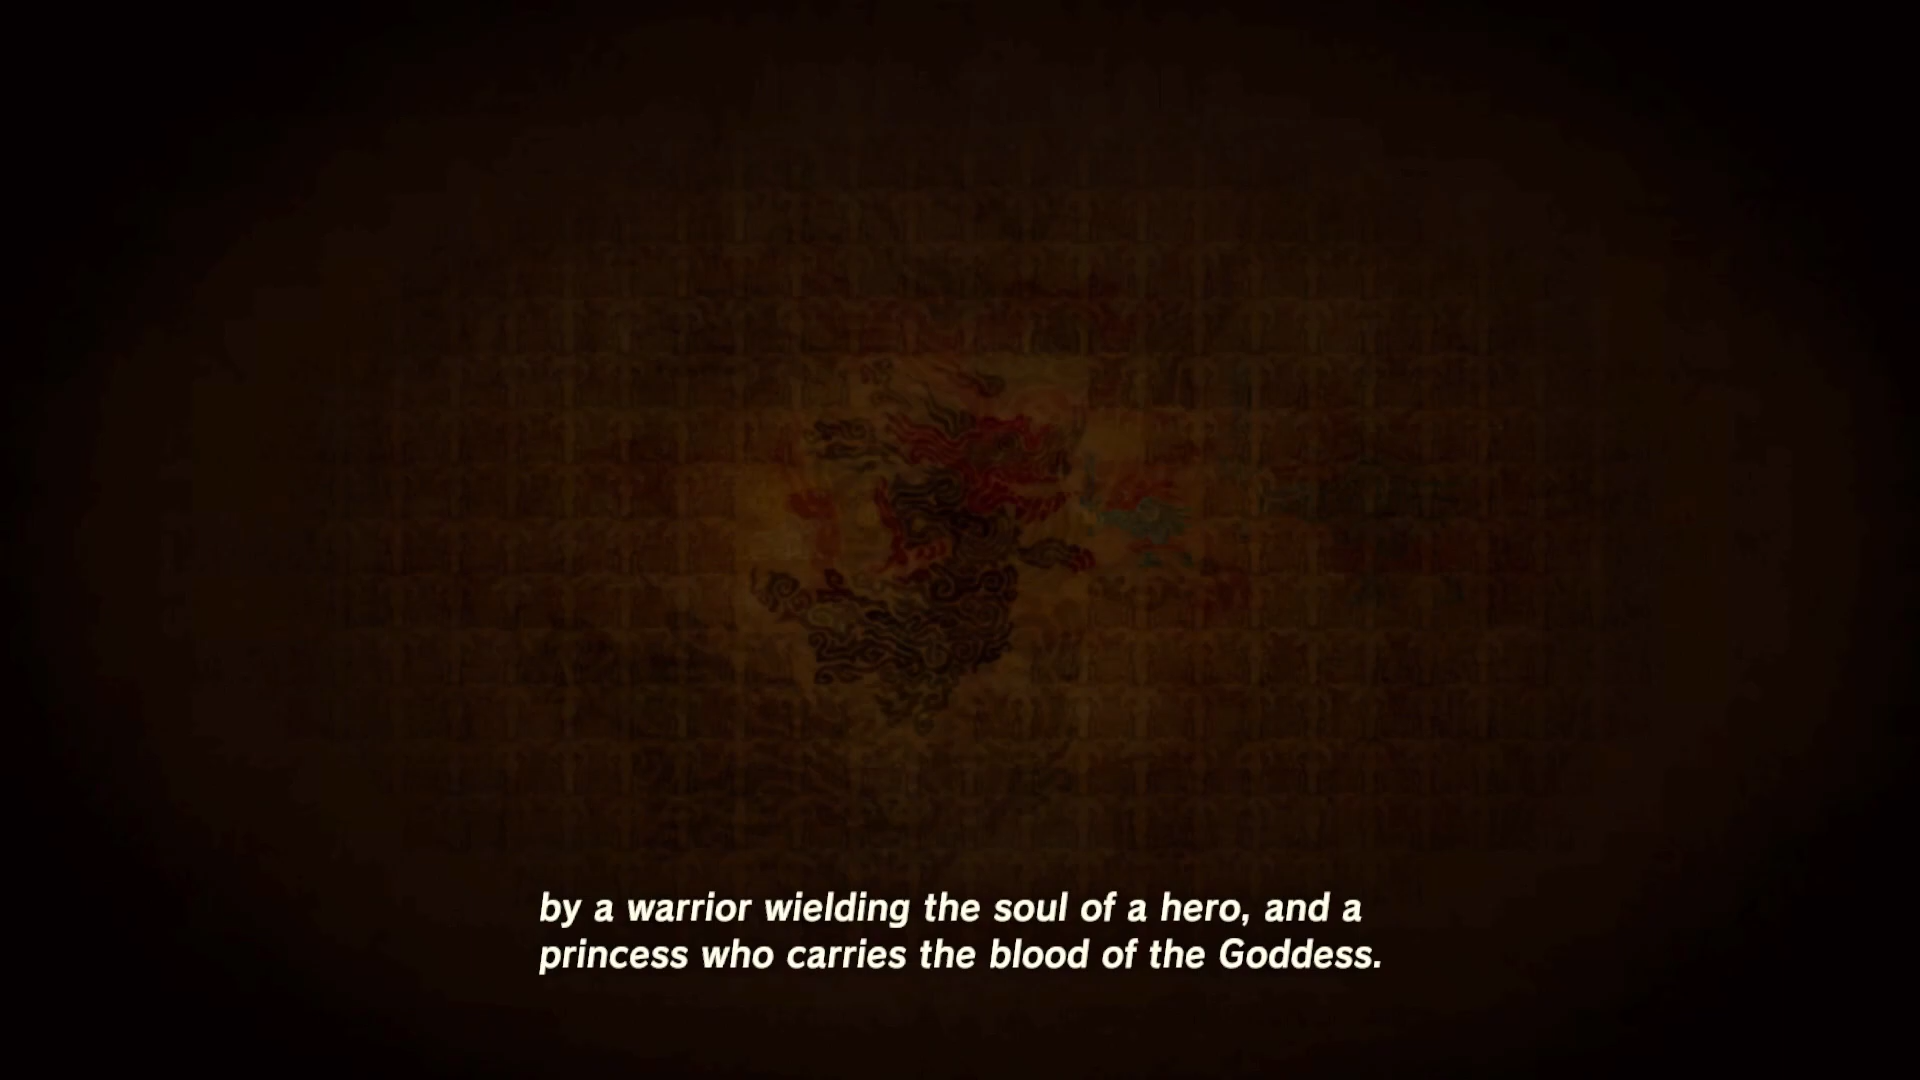 by a warrior wielding the soul of a hero, and a
princess who carries the blood of the Goddess.